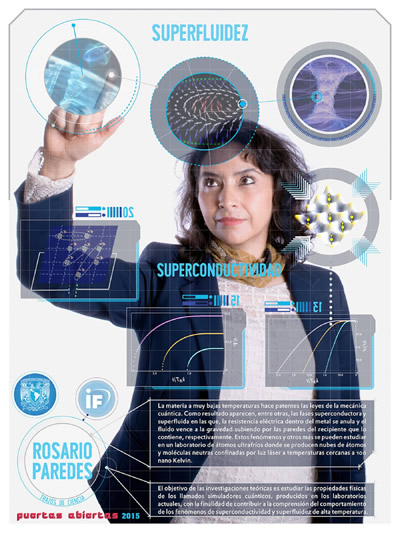 SUPERFLUIDEZ
SUPERCONDUCTIVIDAD
La materia a muy bajas temperaturas hace patentes las leyes de la mecánica
cuántica. Como resultado aparecen, entre otras, las fases superconductora y
superfluida en las que, la resistencia eléctrica dentro del metal se anula y el
fluido vence a la gravedad subiendo por las paredes del recipiente que lo
contiene, respectivamente. Estos fenómenos y otros más se pueden estudiar
en un laboratorio de átomos ultrafríos donde se producen nubes de átomos
y moléculas neutras confinadas por luz láser a temperaturas cercanas a 100
nano Kelvin.
iF
ROSARIO
PAREDES
TRAZOS DE CIENCIA
puertas abiertas 2015
El objetivo de las investigaciones teóricas es estudiar las propiedades físicas
de los llamados simuladores cuánticos, producidos en los laboratorios
actuales, con la finalidad de contribuir a la comprensión del comportamiento
de los fenómenos de superconductividad y superfluidez de alta temperatura